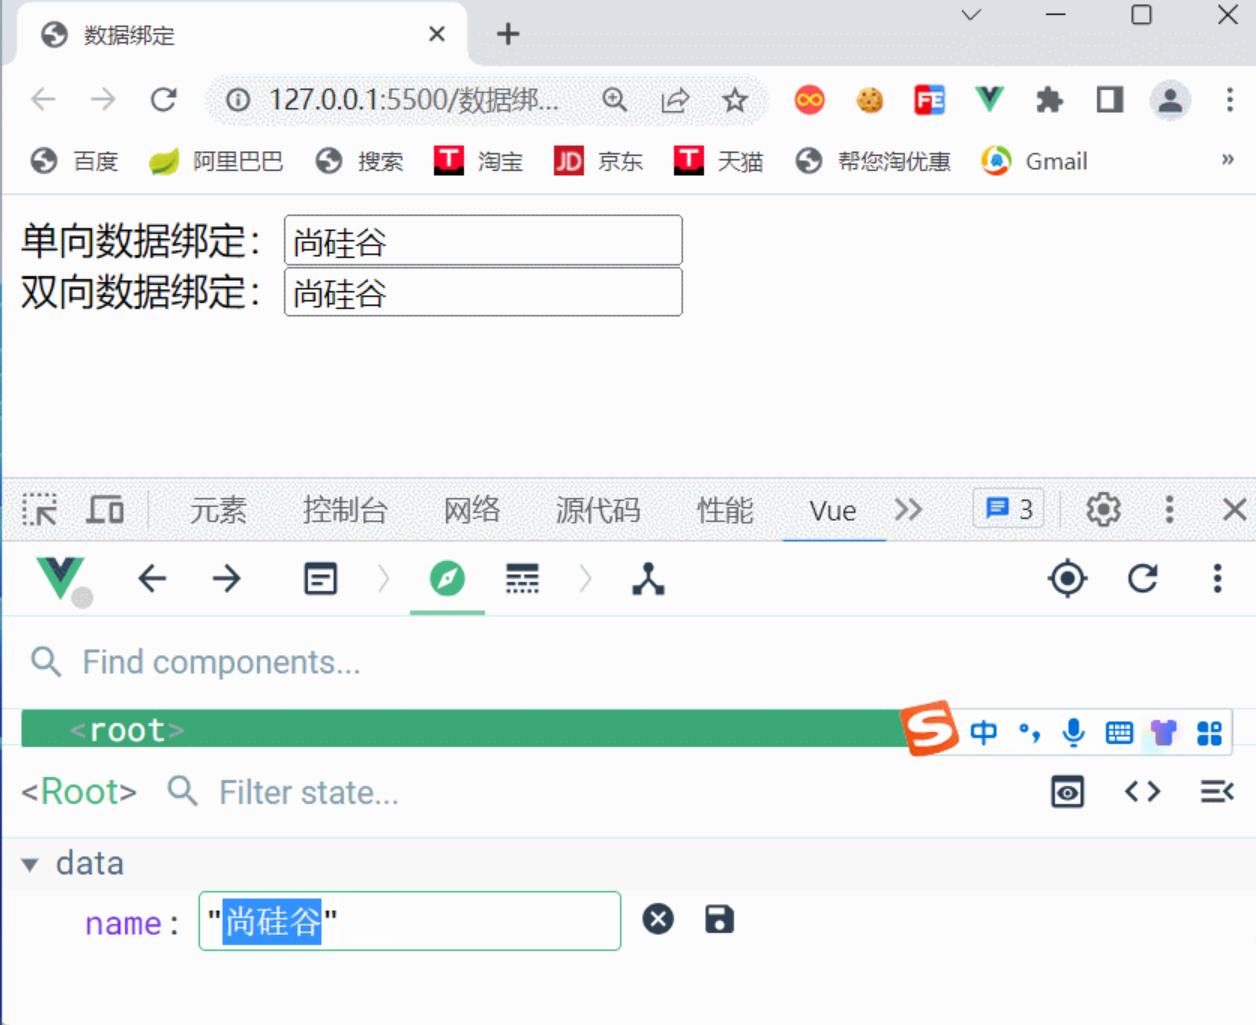 数据绑定
127.0.0.1:5500/数据绑...
FE
百度 阿里巴巴 搜索 T 淘宝 JD 京东 T 天猫 帮您淘优惠 Gmail »
单向数据绑定： 尚硅谷
双向数据绑定： 尚硅谷
元素 控制台 网络 源代码 性能 Vue 3
Find components...
<root>
S 中 °,
<Root> Filter state...
data
name: "尚硅谷"